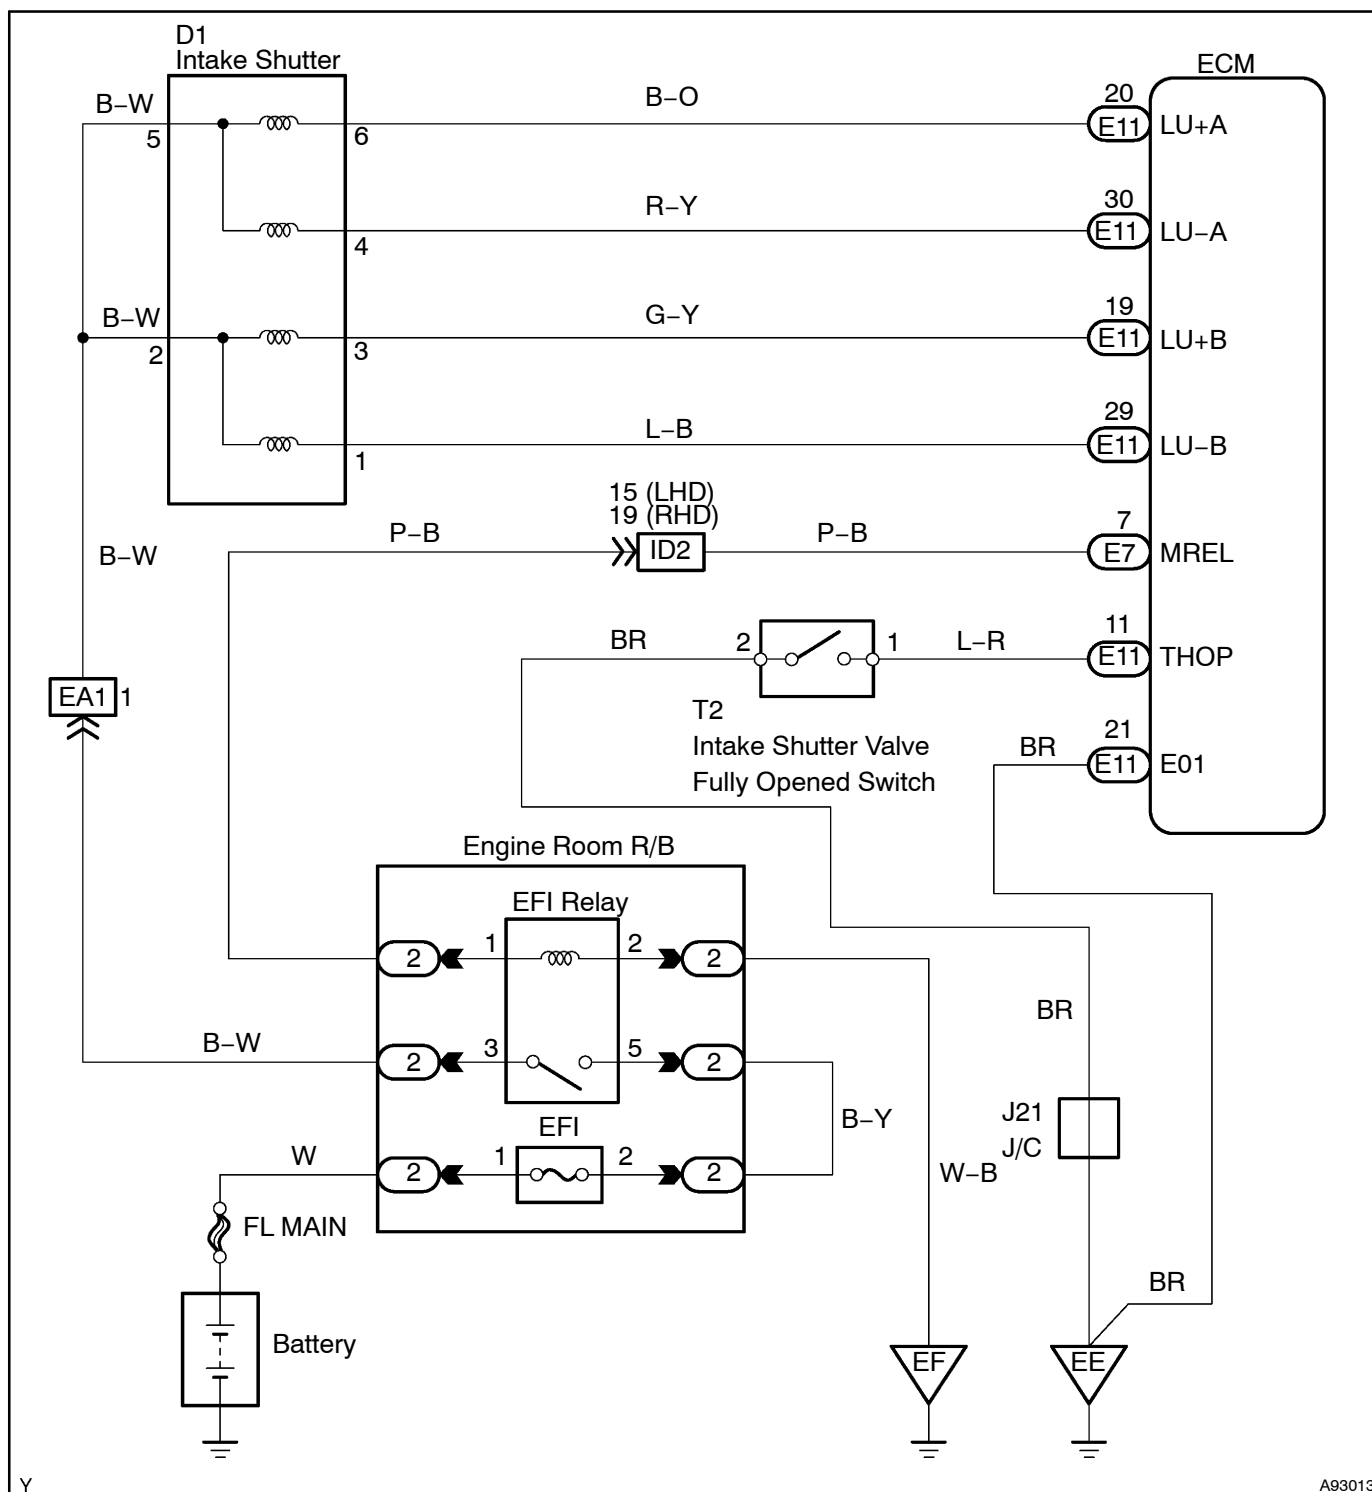 D1
Intake Shutter
ECM
B–W
5
6
B–O
20
E11
LU+A
4
R–Y
30
E11
LU–A
B–W
2
3
G–Y
19
E11
LU+B
1
L–B
29
E11
LU–B
15 (LHD)
19 (RHD)
B–W
P–B
ID2
P–B
7
E7
MREL
BR
2
1
L–R
11
E11
THOP
EA1
1
T2
Intake Shutter Valve
Fully Opened Switch
BR
21
E11
E01
Engine Room R/B
EFI Relay
2
1
2
2
BR
B–W
2
3
5
2
EFI
B–Y
J21
J/C
W
2
1
2
2
W–B
FL MAIN
BR
Battery
EF
EE
Y
A93013